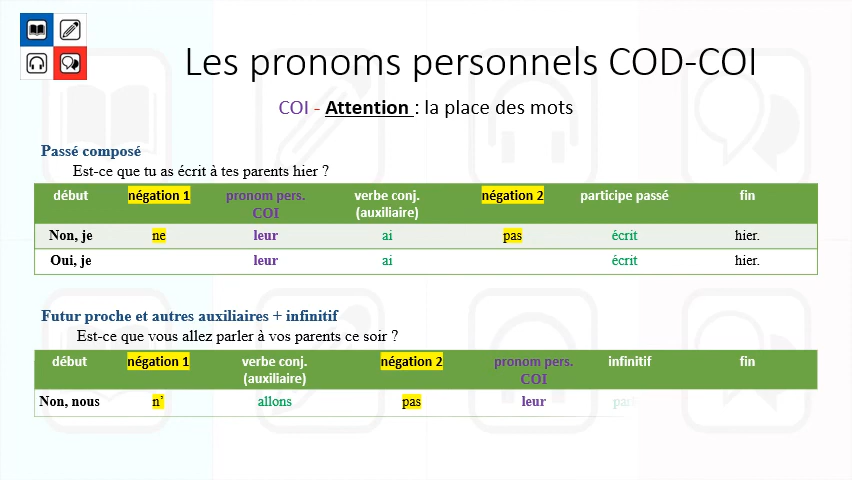 Les pronoms personnels COD-COI
COI - Attention : la place des mots
Passé composé
Est-ce que tu as écrit à tes parents hier ?
début négation 1 pronom pers. COI verbe conj. (auxiliaire) négation 2 participe passé fin
Non, je ne leur ai pas écrit hier.
Oui, je leur ai écrit hier.
Futur proche et autres auxiliaires + infinitif
Est-ce que vous allez parler à vos parents ce soir ?
début négation 1 verbe conj. (auxiliaire) négation 2 pronom pers. COI infinitif fin
Non, nous n' allons pas leur